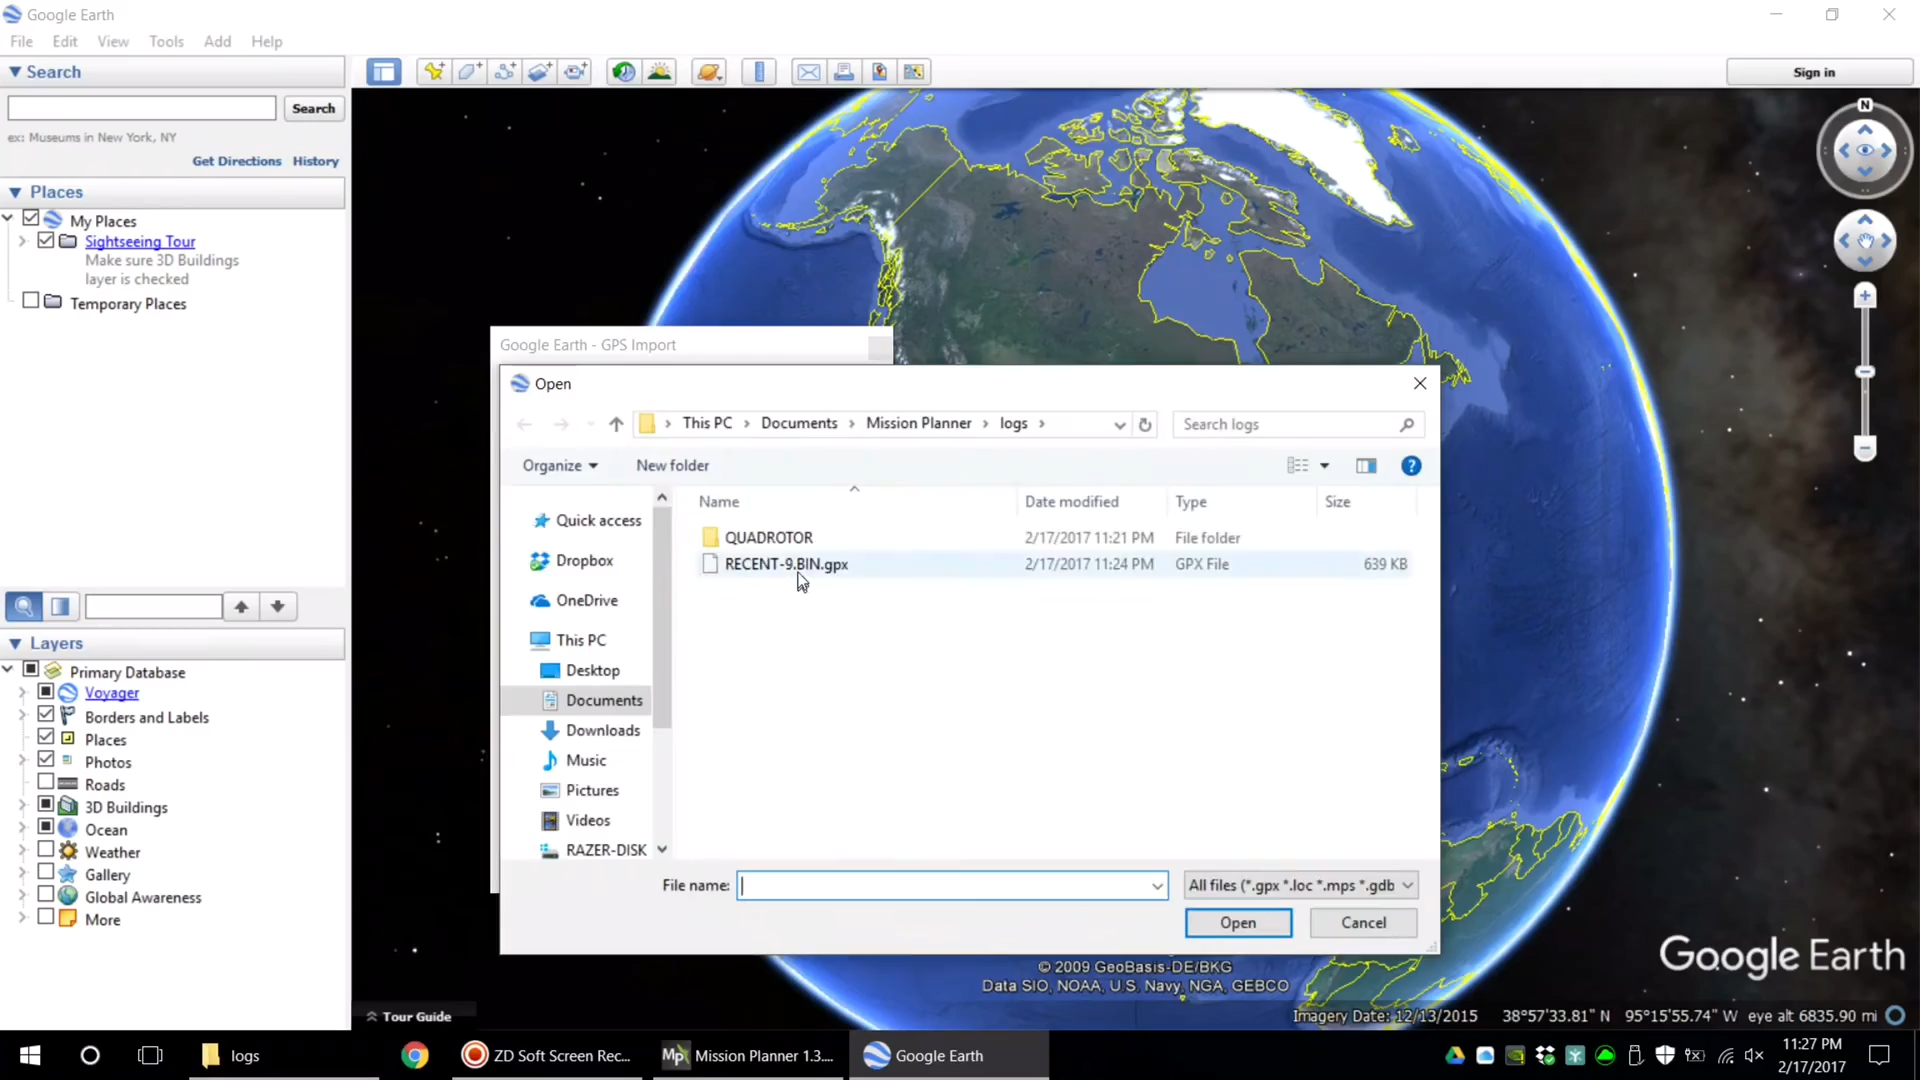 Google Earth
File Edit View Tools Add Help
Search
Search
ex: Museums in New York, NY
Get Directions History
Places
My Places
Sightseeing Tour
Make sure 3D Buildings
layer is checked
Temporary Places
Layers
Primary Database
Voyager
Borders and Labels
Places
Photos
Roads
3D Buildings
Ocean
Weather
Gallery
Global Awareness
More
Sign in
N
Google Earth - GPS Import
Open
This PC > Documents > Mission Planner > logs >
Search logs
Organize
New folder
Name Date modified Type Size
QUADROTOR 2/17/2017 11:21 PM File folder
RECENT-9.BIN.gpx 2/17/2017 11:24 PM GPX File 639 KB
Quick access
Dropbox
OneDrive
This PC
Desktop
Documents
Downloads
Music
Pictures
Videos
RAZER-DISK
File name:
All files (*.gpx *.loc *.mps *.gdb
Open
Cancel
Google Earth
© 2009 GeoBasis-DE/BKG
Data SIO, NOAA, U.S. Navy, NGA, GEBCO
Tour Guide
Imagery Date: 12/13/2015 38°57'33.81" N 95°15'55.74" W eye alt 6835.90 mi
logs
ZD Soft Screen Rec...
Mp
Mission Planner 1.3....
Google Earth
11:27 PM
2/17/2017